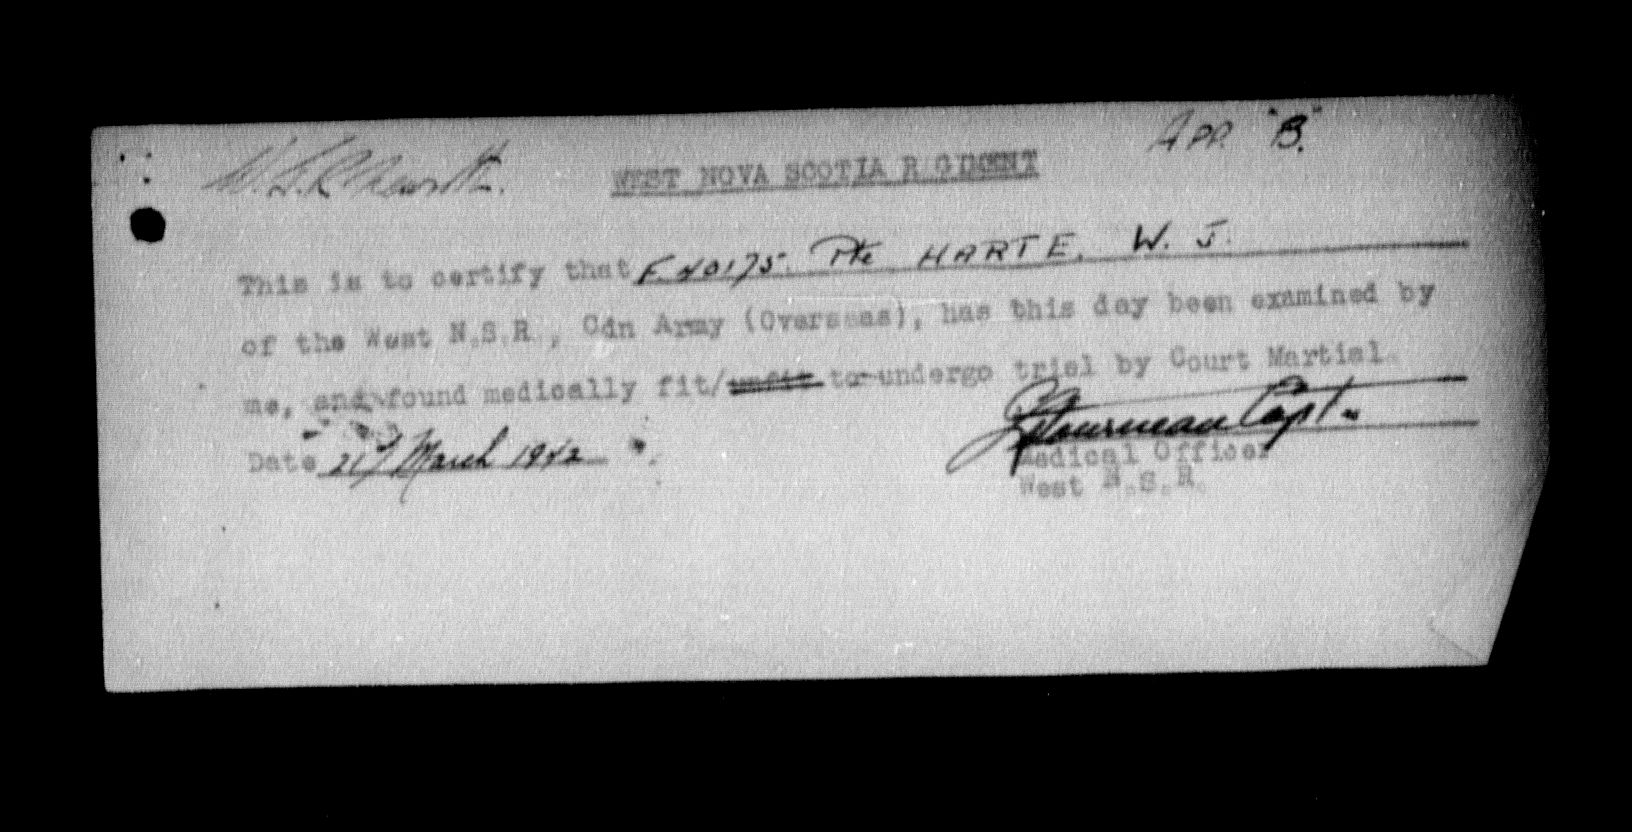 APP. "B."
WEST NOVA SCOTIA R GIMENT
This is to certify that F 40175. Pte HARTE, W. J.
of the West N.S.R., Cdn Army (Overseas), has this day been examined by
me, and found medically fit/unfit to undergo trial by Court Martial
Capt.
Date 21 March 1942
Medical Officer
West N.S.R.